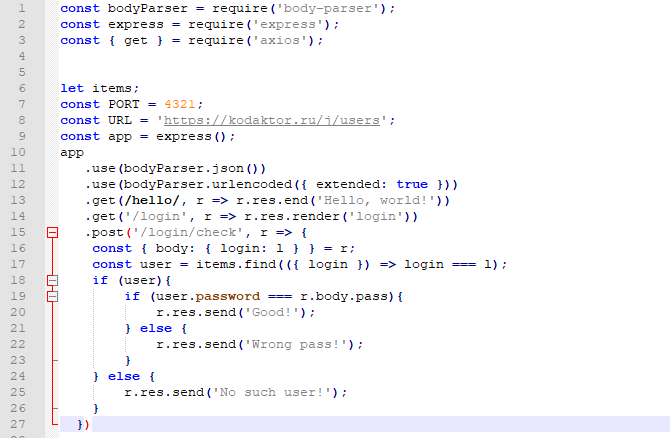 1 const bodyParser = require('body-parser');
2 const express = require('express');
3 const { get } = require('axios');
4
5
6 let items;
7 const PORT = 4321;
8 const URL = 'https://kodaktor.ru/j/users';
9 const app = express();
10 app
11    .use(bodyParser.json())
12    .use(bodyParser.urlencoded({ extended: true }))
13    .get(/hello/, r => r.res.end('Hello, world!'))
14    .get('/login', r => r.res.render('login'))
15    .post('/login/check', r => {
16     const { body: { login: l } } = r;
17     const user = items.find(({ login }) => login === l);
18     if (user){
19         if (user.password === r.body.pass){
20             r.res.send('Good!');
21         } else {
22             r.res.send('Wrong pass!');
23         }
24     } else {
25         r.res.send('No such user!');
26     }
27   })